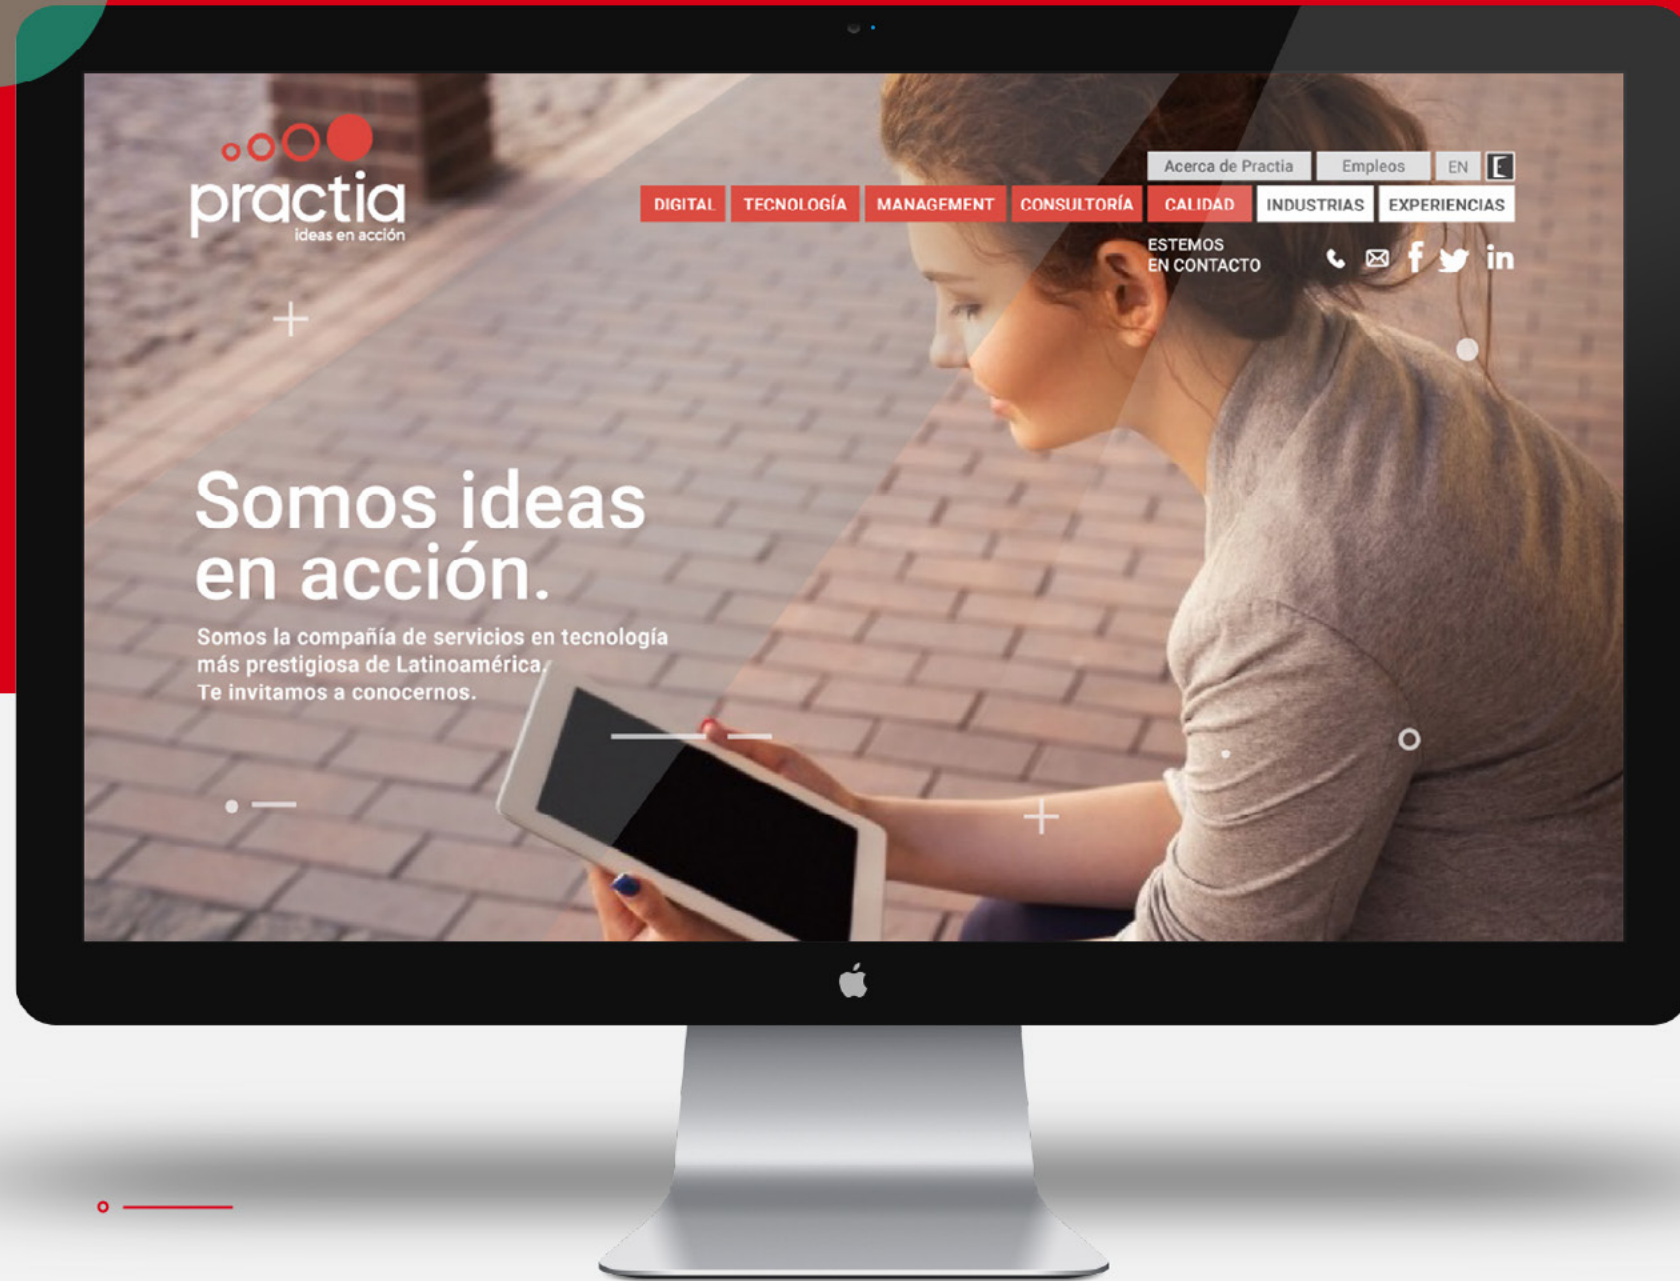 practia
ideas en acción
Acerca de Practia Empleos EN
DIGITAL TECNOLOGÍA MANAGEMENT CONSULTORÍA CALIDAD INDUSTRIAS EXPERIENCIAS
ESTEMOS
EN CONTACTO
Somos ideas
en acción.
Somos la compañía de servicios en tecnología
más prestigiosa de Latinoamérica.
Te invitamos a conocernos.